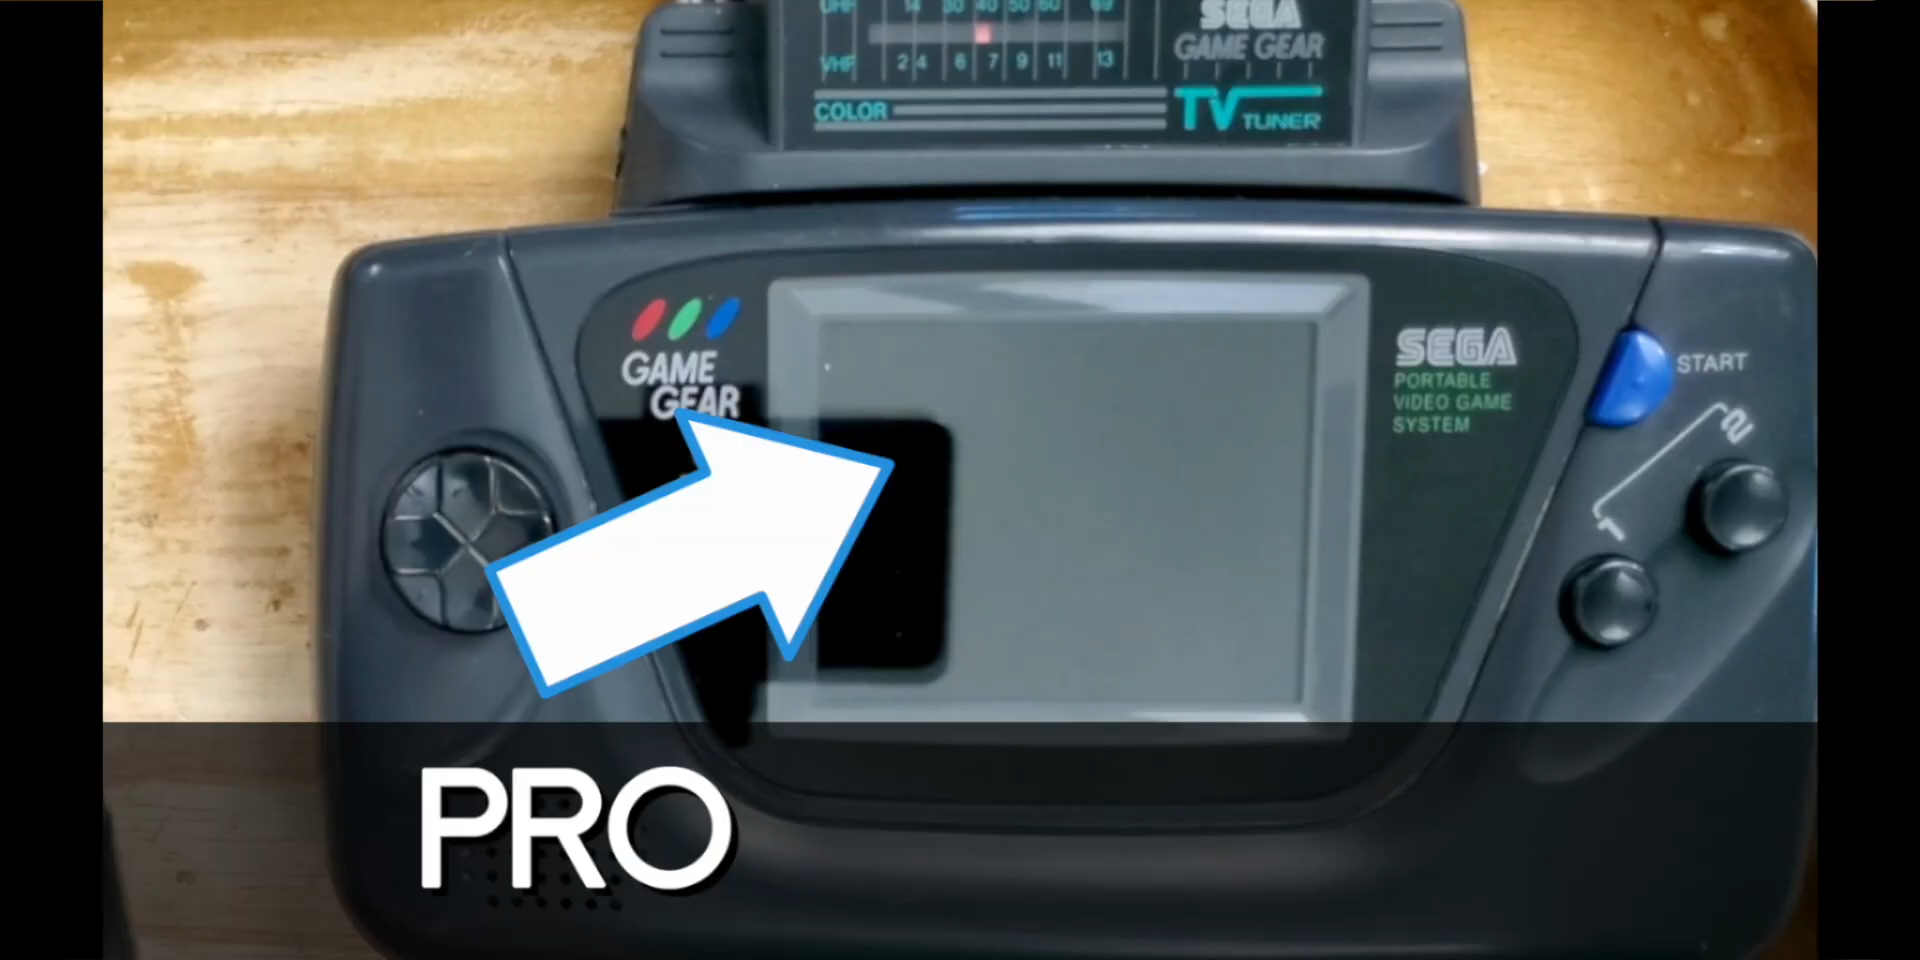 UHF 14 30 40 50 60 69
VHF 2 4 6 7 9 11 13
COLOR
SEGA
GAME GEAR
TV TUNER
GAME
GEAR
SEGA
PORTABLE
VIDEO GAME
SYSTEM
START
2
1
PRO